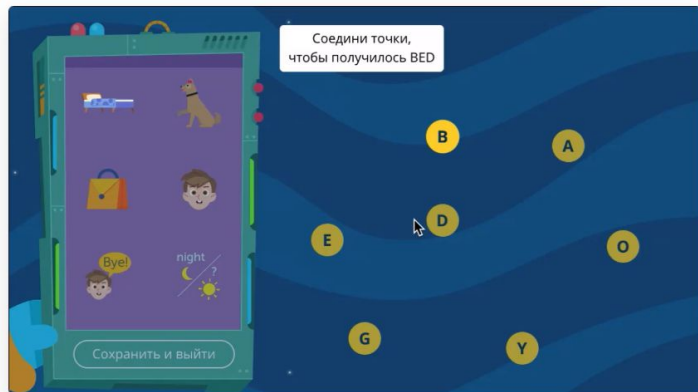 Соедини точки,
чтобы получилось BED
B
A
D
E
O
G
Y
Bye!
night
?
Сохранить и выйти